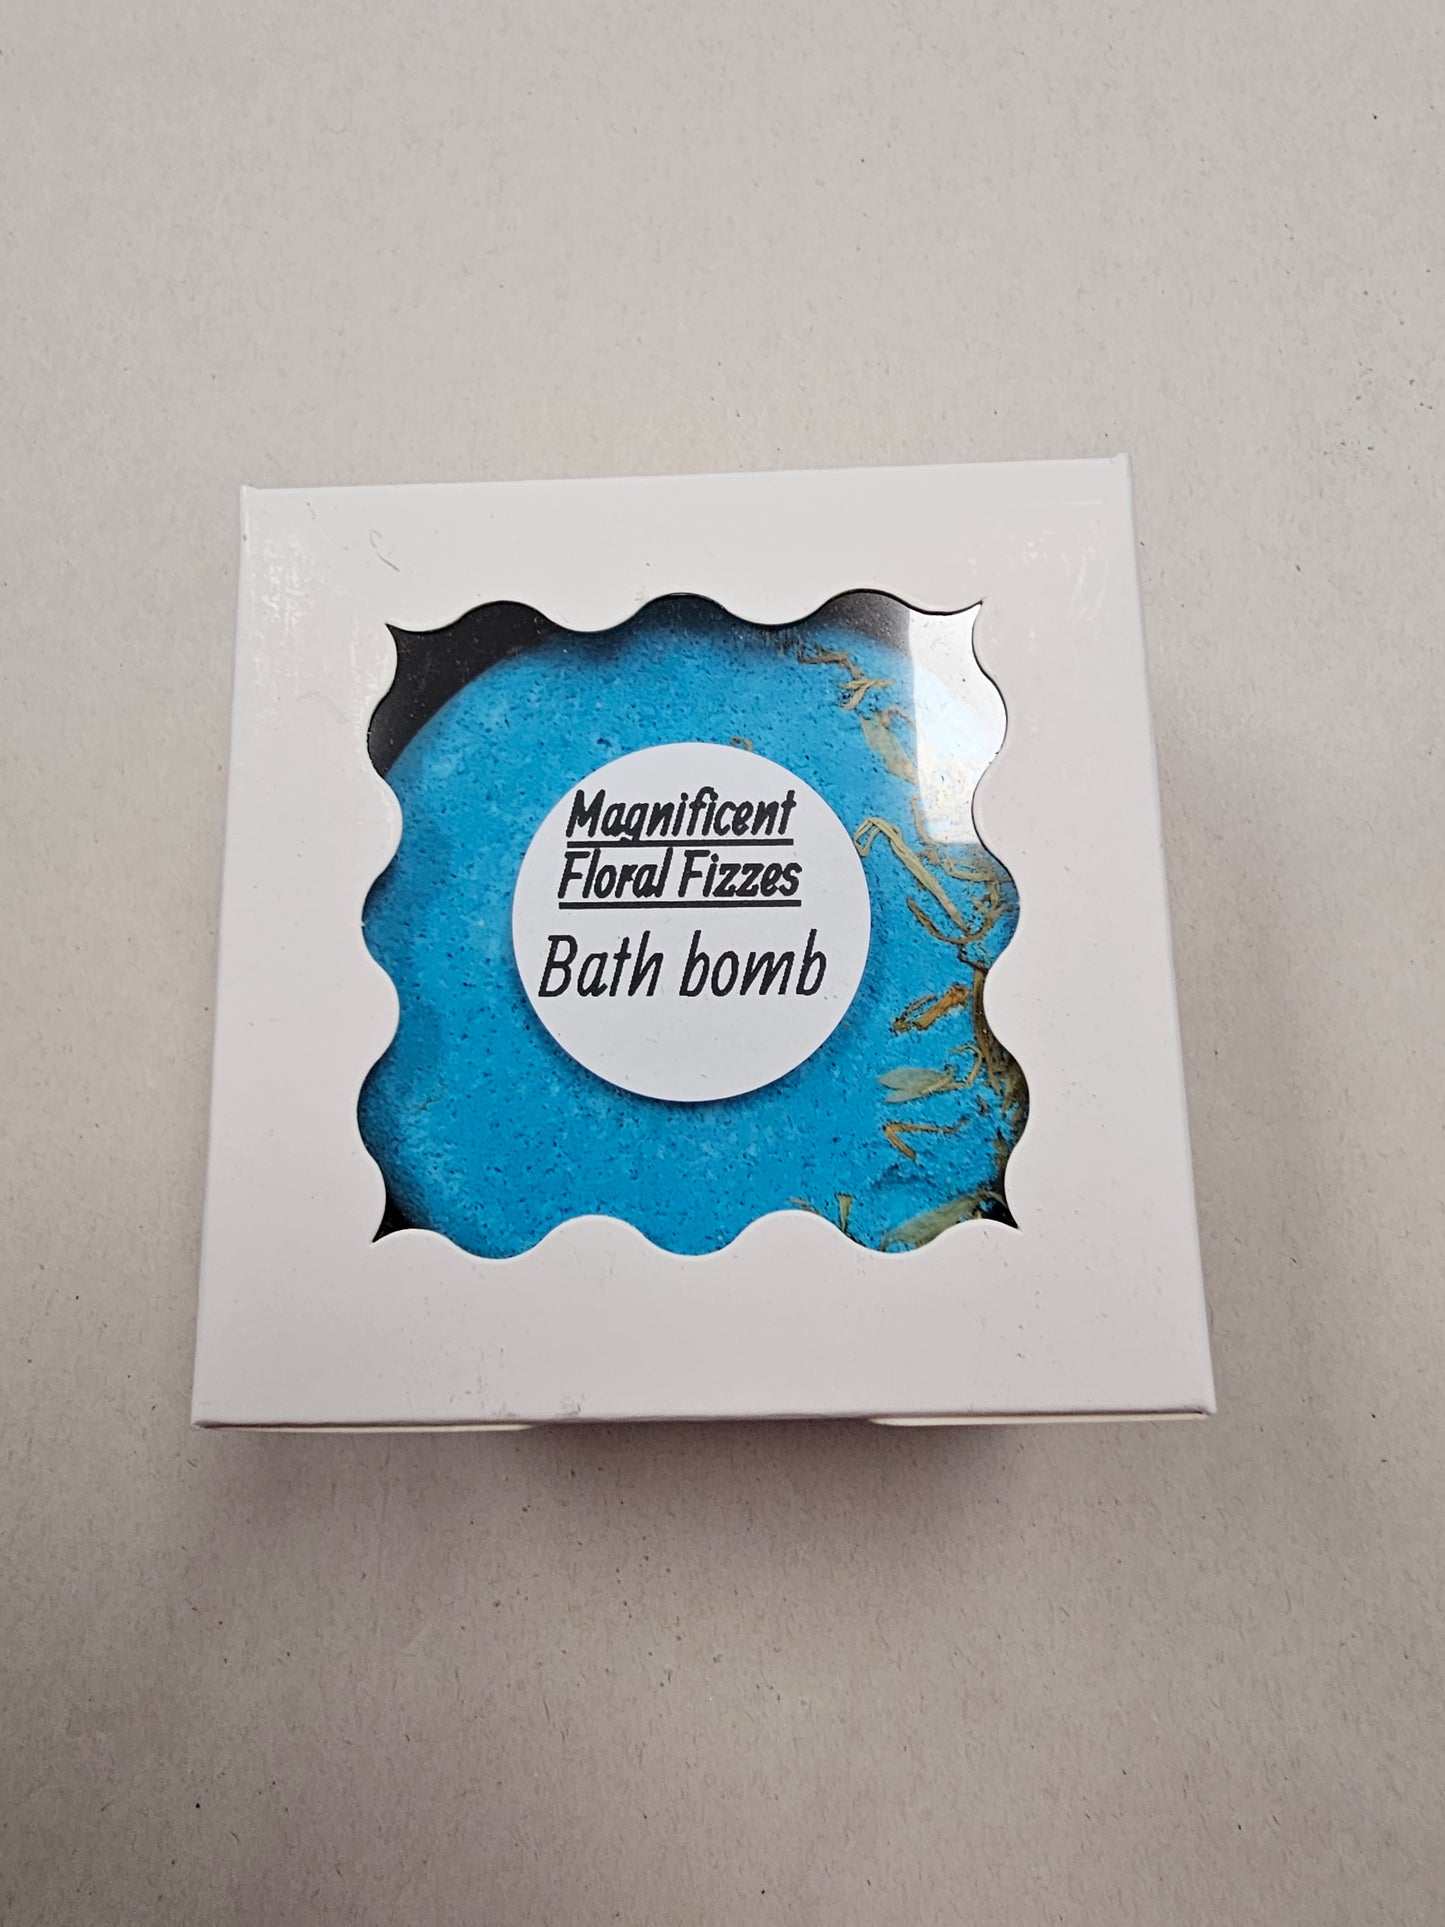 Magnificent
Floral Fizzes
Bath bomb